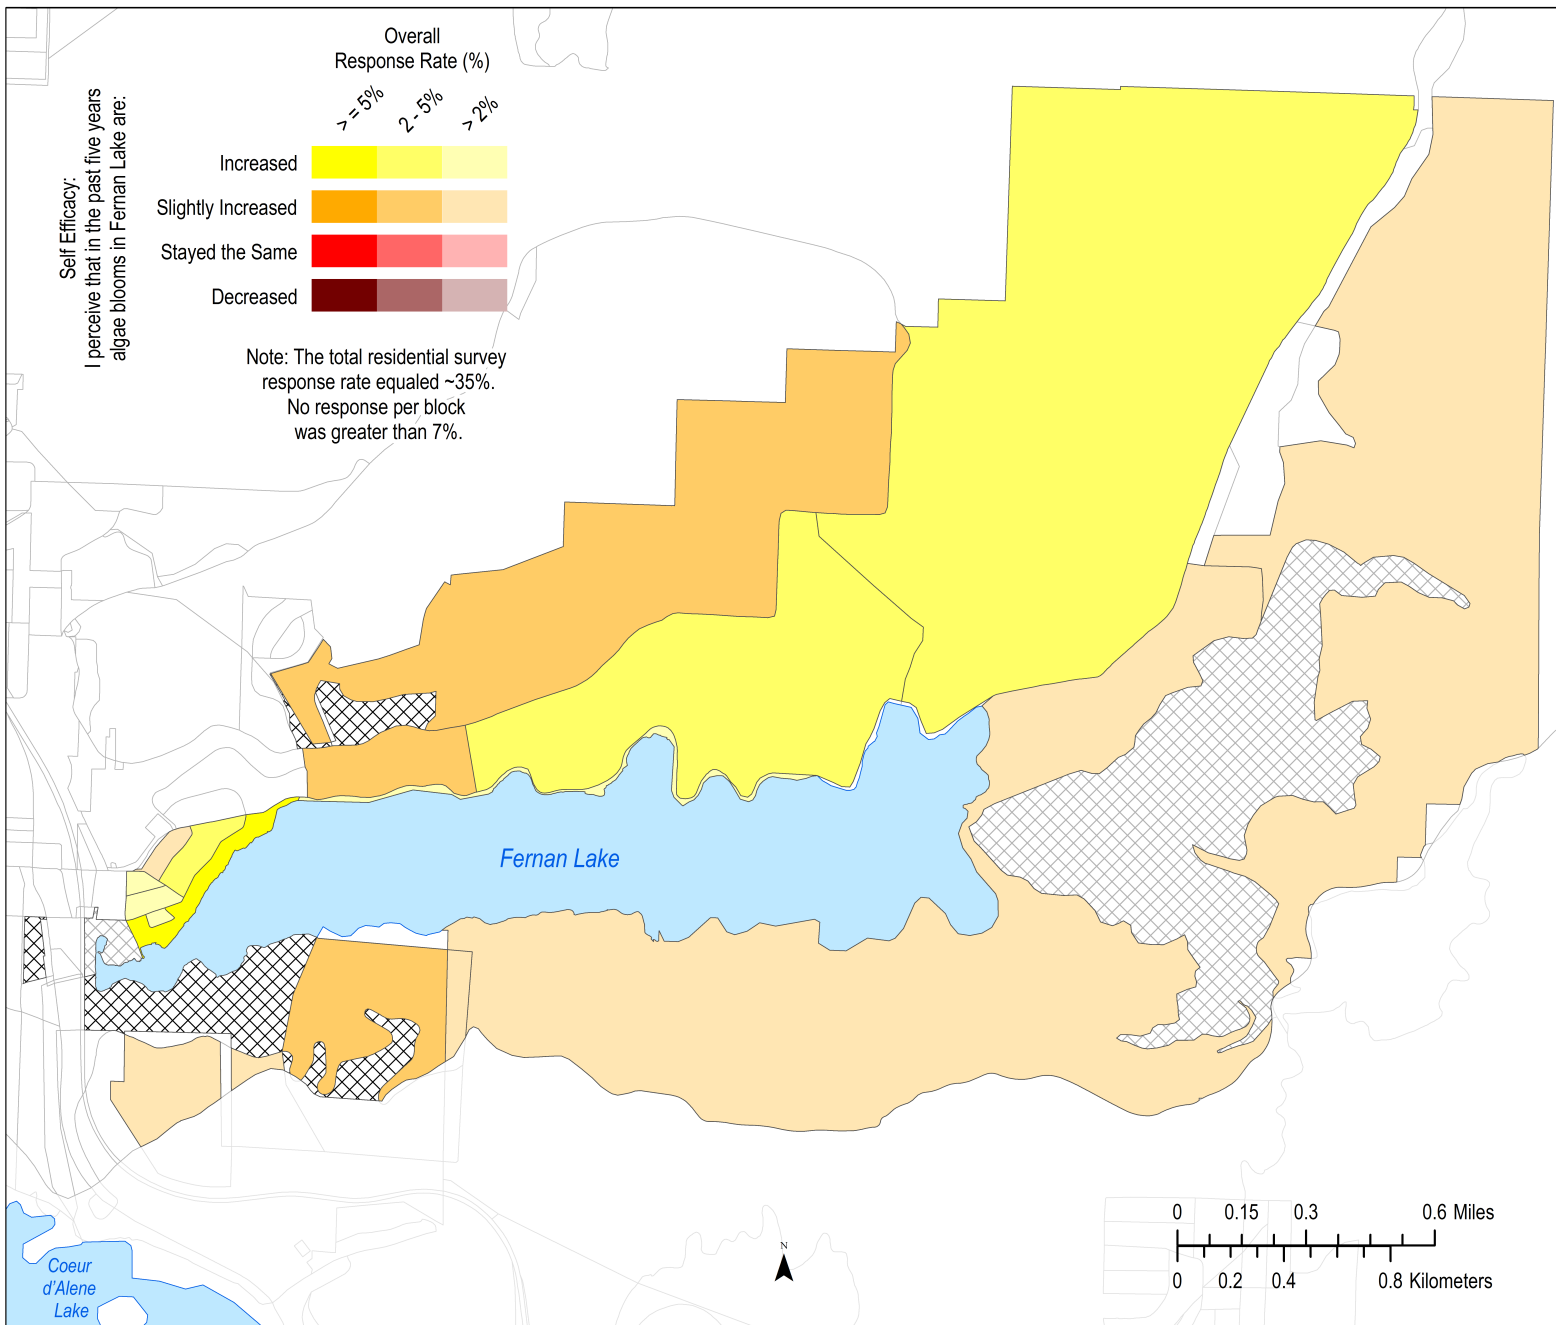 Overall
Response Rate (%)
> = 5%
2 - 5%
> 2%
Self Efficacy:
I perceive that in the past five years
algae blooms in Fernan Lake are:
Increased
Slightly Increased
Stayed the Same
Decreased
Note: The total residential survey
response rate equaled ~35%.
No response per block
was greater than 7%.
Fernan Lake
Coeur
d'Alene
Lake
N
0 0.15 0.3 0.6 Miles
0 0.2 0.4 0.8 Kilometers